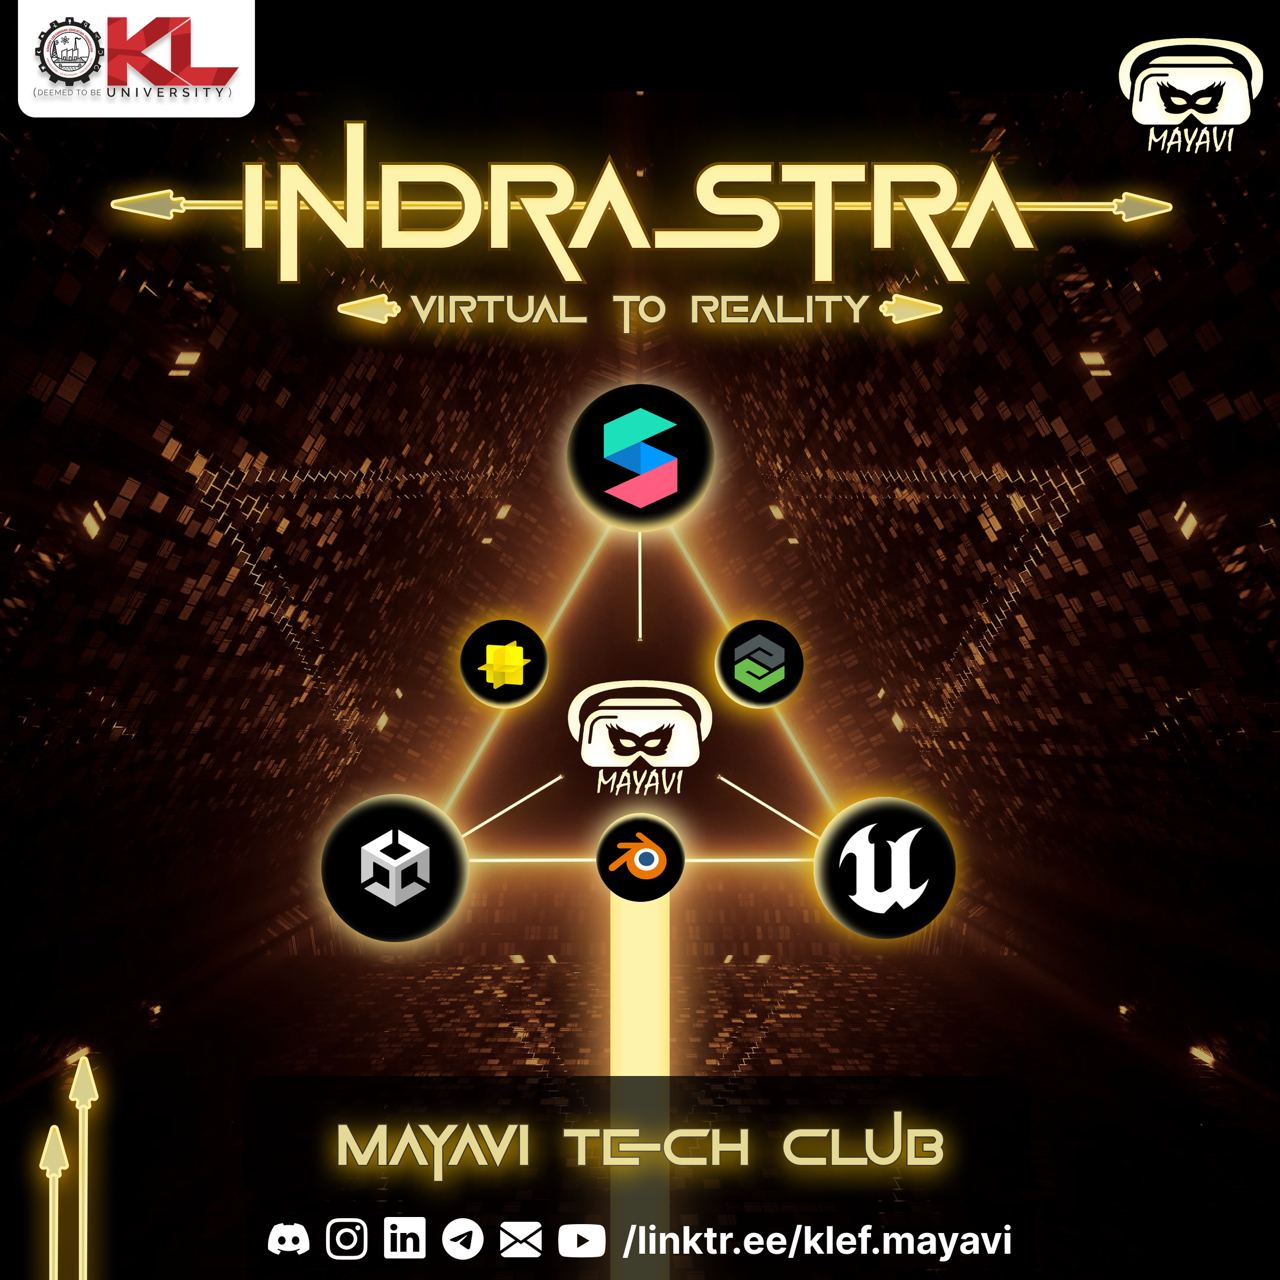 KL
(DEEMED TO BE UNIVERSITY)
MAYAVI
INDRASTRA
VIRTUAL TO REALITY
MAYAVI
MAYAVI TECH CLUB
/linktr.ee/klef.mayavi